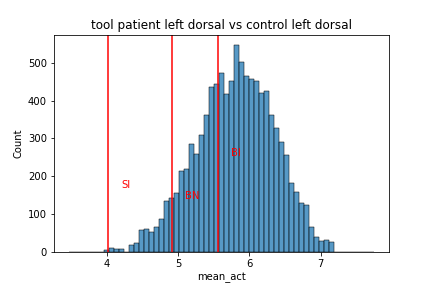 tool patient left dorsal vs control left dorsal
Count
500
400
300
200
100
0
BI
SI
BN
4
5
6
7
mean_act